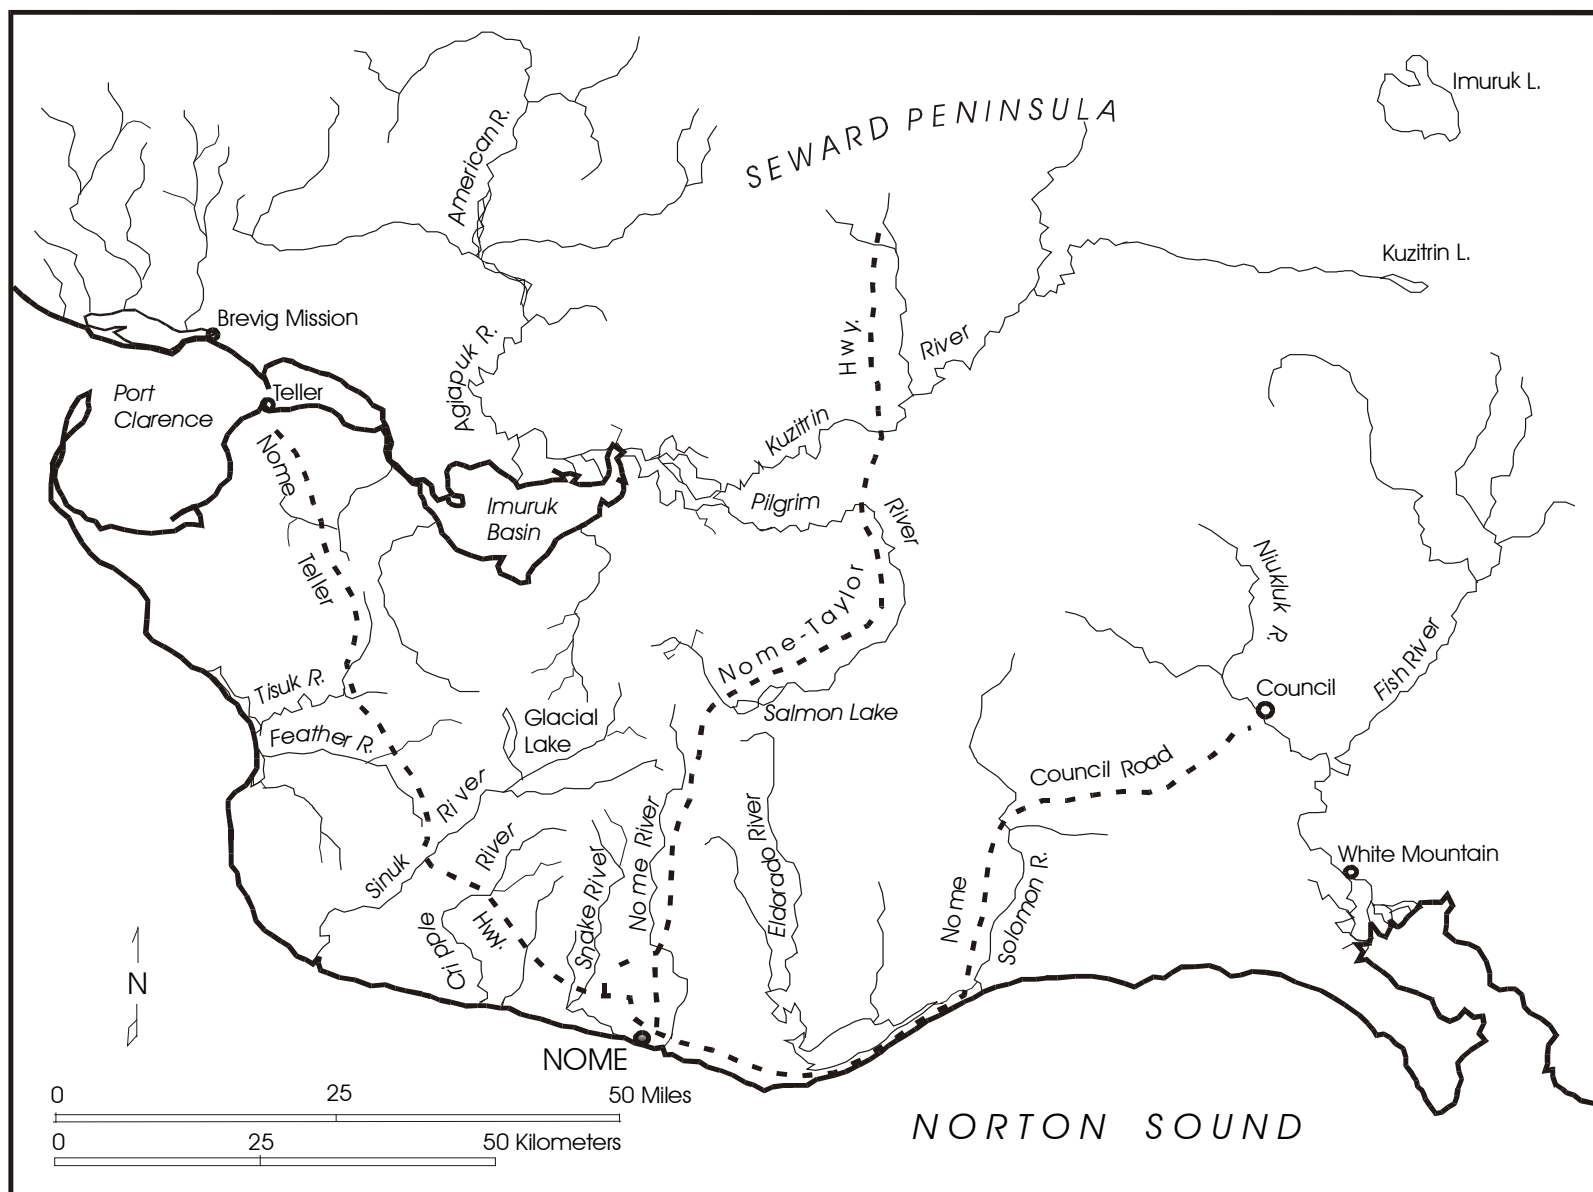 Imuruk L.
SEWARD PENINSULA
American R.
Kuzitrin L.
Brevig Mission
Hwy.
River
Agiapuk R.
Port
Clarence
Teller
Kuzitrin
Nome
Imuruk
Basin
Pilgrim
River
Teller
Niukluk R.
Nome-Taylor
Fish River
Tisuk R.
Council
Glacial
Lake
Salmon Lake
Feather R.
Council Road
River
Sinuk
River
Snake River
Nome River
Eldorado River
White Mountain
Nome
Solomon R.
Cripple
Hwy.
N
NOME
0 25 50 Miles
0 25 50 Kilometers
NORTON SOUND